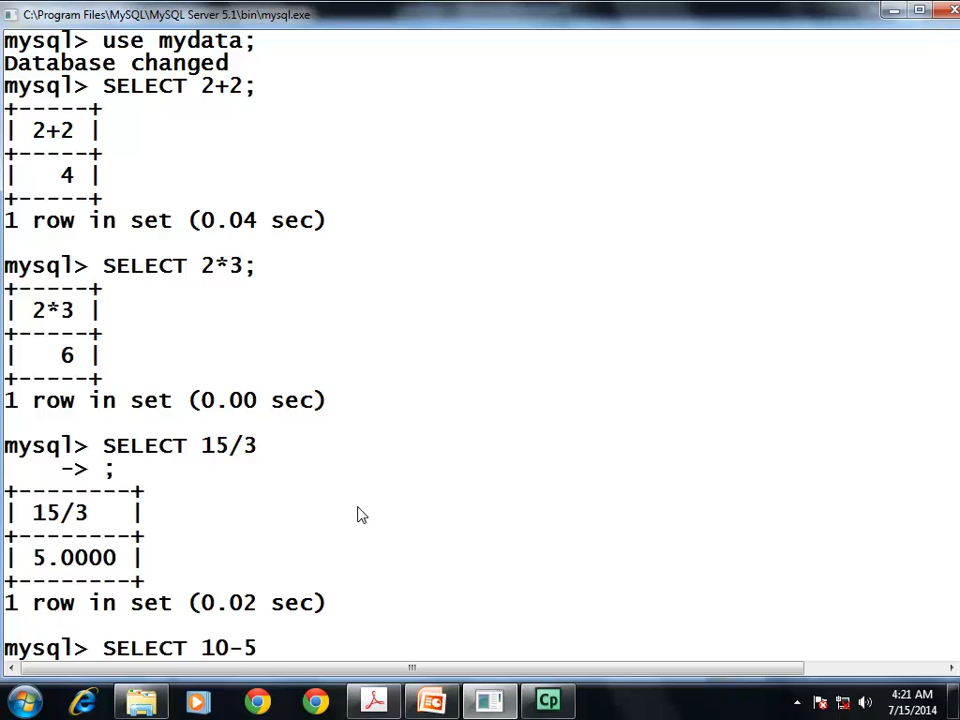 C:\Program Files\MySQL\MySQL Server 5.1\bin\mysql.exe
mysql> use mydata;
Database changed
mysql> SELECT 2+2;
+-----+
| 2+2 |
+-----+
|   4 |
+-----+
1 row in set (0.04 sec)
mysql> SELECT 2*3;
+-----+
| 2*3 |
+-----+
|   6 |
+-----+
1 row in set (0.00 sec)
mysql> SELECT 15/3
    -> ;
+--------+
| 15/3   |
+--------+
| 5.0000 |
+--------+
1 row in set (0.02 sec)
mysql> SELECT 10-5
Cp
4:21 AM
7/15/2014